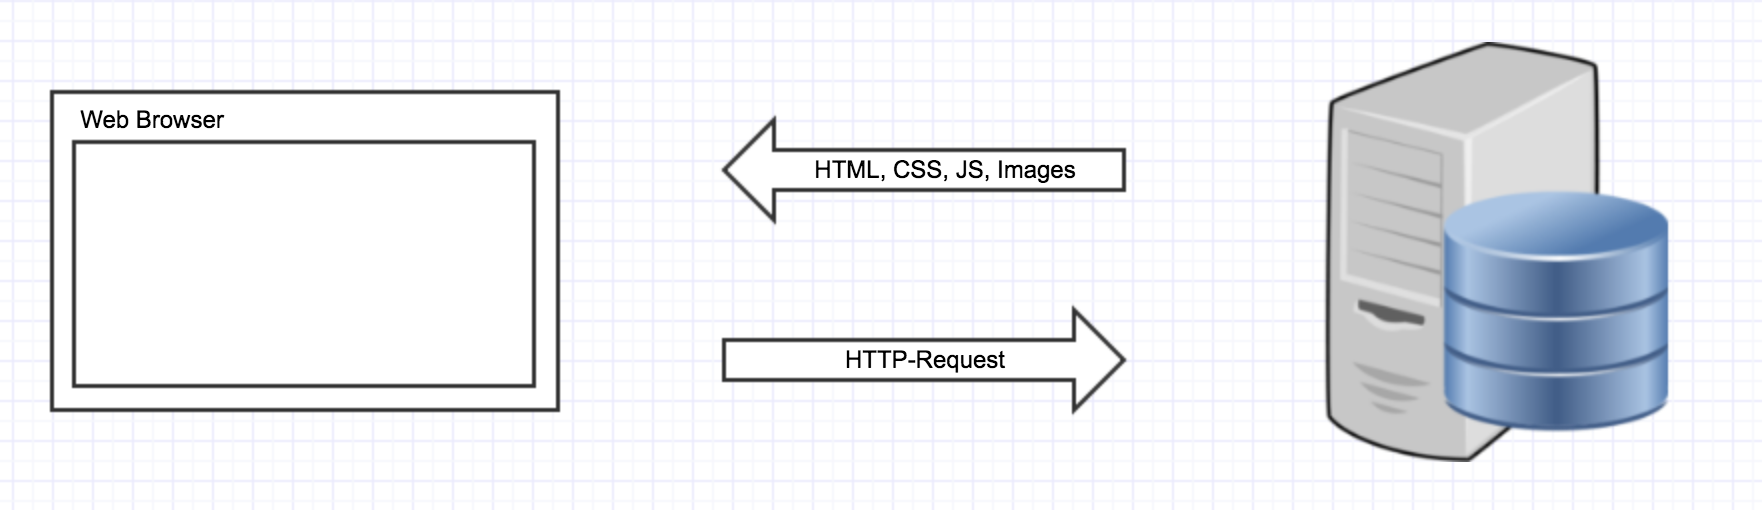 Web Browser
HTML, CSS, JS, Images
HTTP-Request